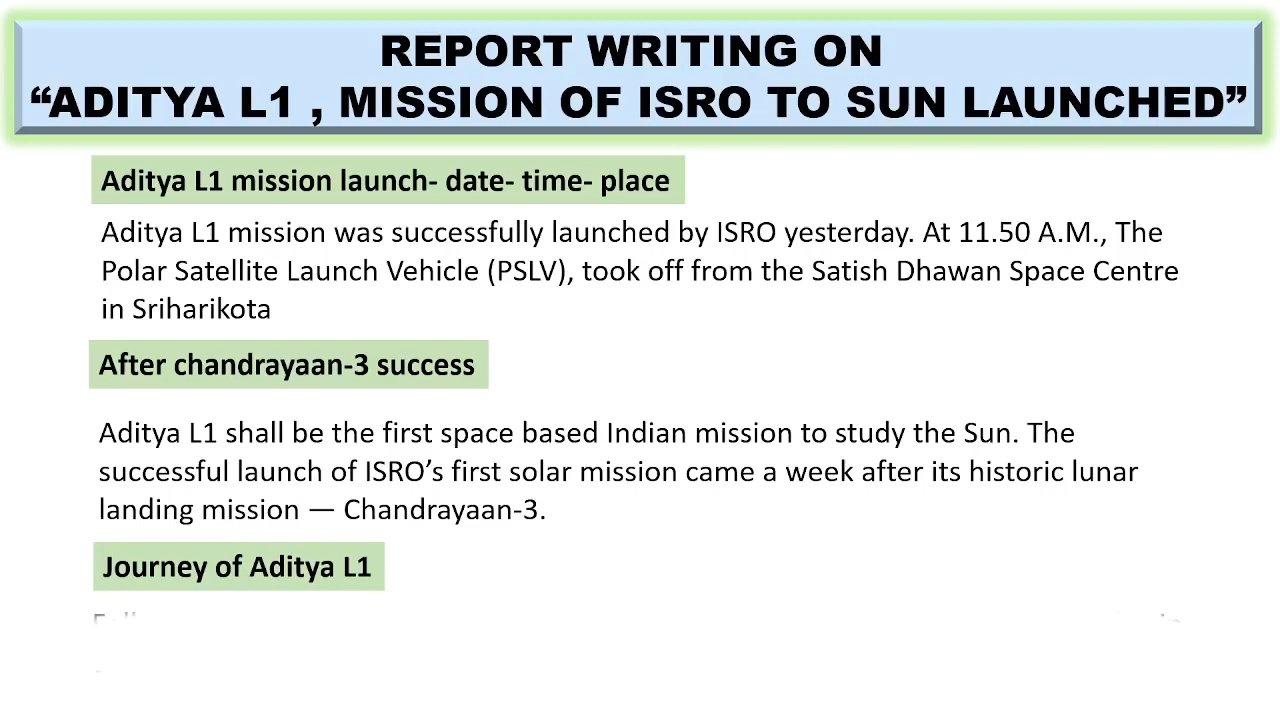 REPORT WRITING ON
“ADITYA L1 , MISSION OF ISRO TO SUN LAUNCHED”
Aditya L1 mission launch- date- time- place
Aditya L1 mission was successfully launched by ISRO yesterday. At 11.50 A.M., The
Polar Satellite Launch Vehicle (PSLV), took off from the Satish Dhawan Space Centre
in Sriharikota
After chandrayaan-3 success
Aditya L1 shall be the first space based Indian mission to study the Sun. The
successful launch of ISRO’s first solar mission came a week after its historic lunar
landing mission — Chandrayaan-3.
Journey of Aditya L1